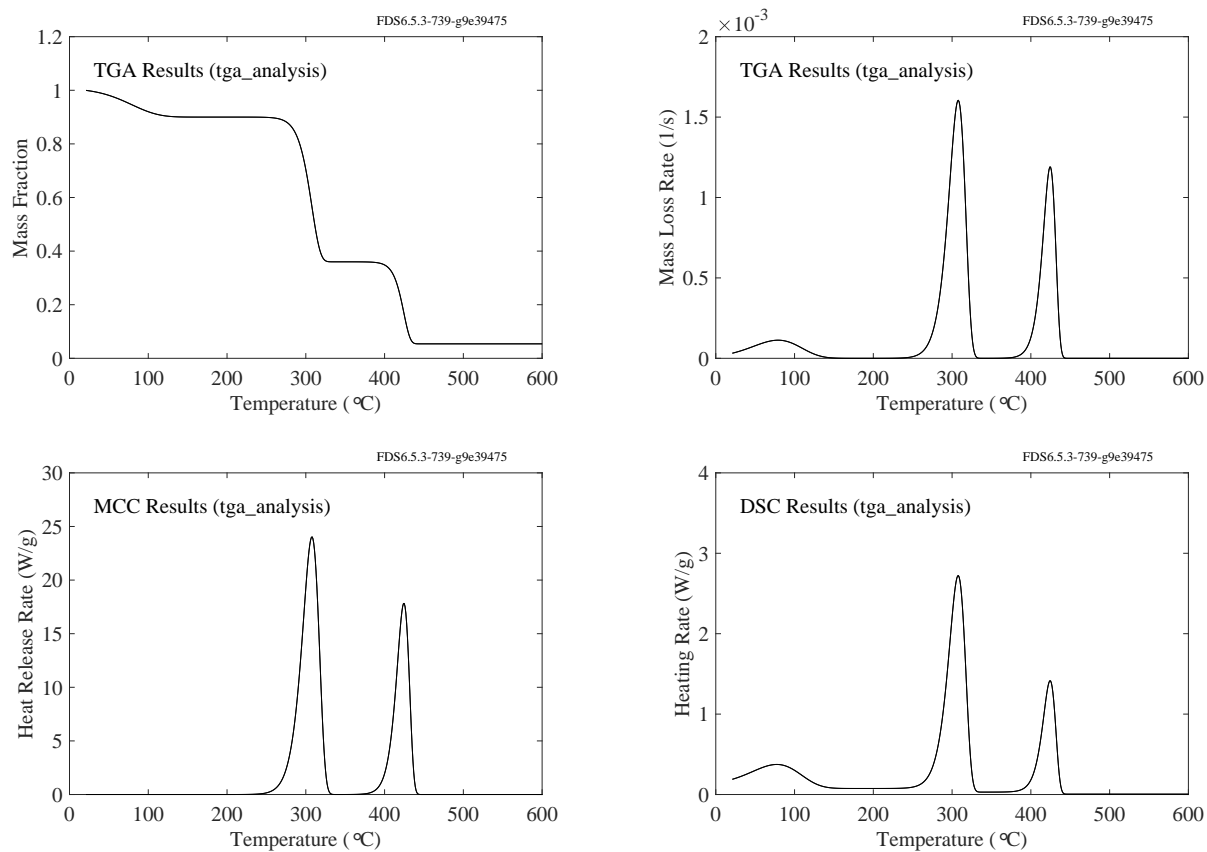 FDS6.5.3-739-g9e39475
1.2
TGA Results (tga_analysis)
1
0.8
0.6
0.4
0.2
0
Mass Fraction
0 100 200 300 400 500 600
Temperature (°C)
FDS6.5.3-739-g9e39475
×10-3
2
TGA Results (tga_analysis)
1.5
1
0.5
0
Mass Loss Rate (1/s)
0 100 200 300 400 500 600
Temperature (°C)
FDS6.5.3-739-g9e39475
30
MCC Results (tga_analysis)
25
20
15
10
5
0
Heat Release Rate (W/g)
0 100 200 300 400 500 600
Temperature (°C)
FDS6.5.3-739-g9e39475
4
DSC Results (tga_analysis)
3
2
1
0
Heating Rate (W/g)
0 100 200 300 400 500 600
Temperature (°C)